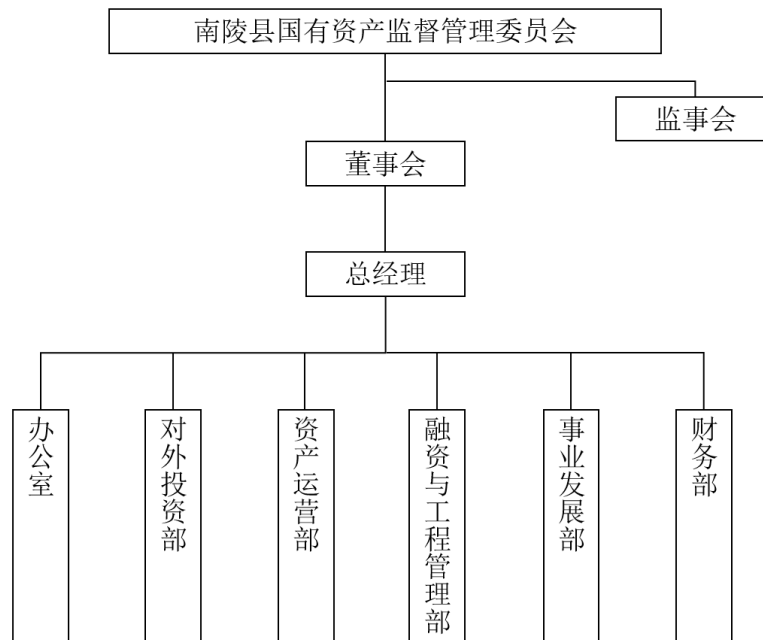 南陵县国有资产监督管理委员会
监事会
董事会
总经理
办公室
对外投资部
资产运营部
融资与工程管理部
事业发展部
财务部